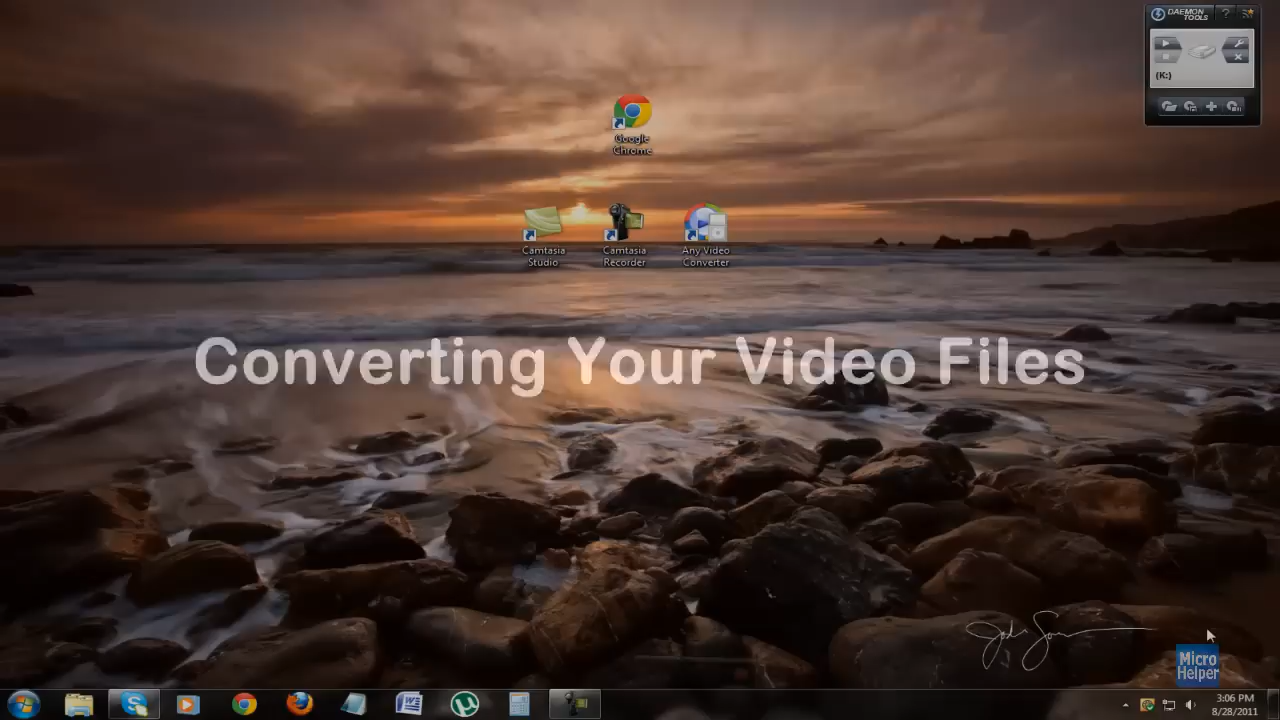 DAEMON
TOOLS
?
(K:)
Google
Chrome
Camtasia
Studio
Camtasia
Recorder
Any Video
Converter
Converting Your Video Files
Micro
Helper
3:06 PM
8/28/2011